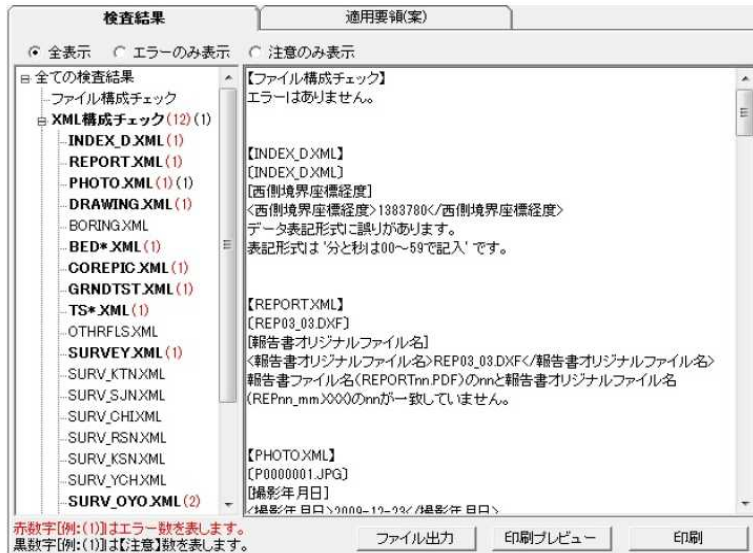 検査結果
適用要領(案)
全表示 エラーのみ表示 注意のみ表示
全ての検査結果
ファイル構成チェック
XML構成チェック(12)(1)
INDEX_D.XML(1)
REPORT.XML(1)
PHOTO.XML(1)(1)
DRAWING.XML(1)
BORING.XML
BED*.XML(1)
COREPIC.XML(1)
GRNDTST.XML(1)
TS*.XML(1)
OTHRFLS.XML
SURVEY.XML(1)
SURV_KTN.XML
SURV_SJN.XML
SURV_CHI.XML
SURV_RSN.XML
SURV_KSN.XML
SURV_YCH.XML
SURV_OYO.XML(2)
【ファイル構成チェック】
エラーはありません。
【INDEX_D.XML】
〔INDEX_D.XML〕
[西側境界座標経度]
<西側境界座標経度>1383780</西側境界座標経度>
データ表記形式に誤りがあります。
表記形式は '分と秒は00～59で記入' です。
【REPORT.XML】
〔REP03_03.DXF〕
[報告書オリジナルファイル名]
<報告書オリジナルファイル名>REP03_03.DXF</報告書オリジナルファイル名>
報告書ファイル名(REPORTnn.PDF)のnnと報告書オリジナルファイル名
(REPnn_mm.XXX)のnnが一致していません。
【PHOTO.XML】
〔P0000001.JPG〕
[撮影年月日]
<撮影年月日>2009-12-23</撮影年月日>
赤数字[例:(1)]はエラー数を表します。
黒数字[例:(1)]は【注意】数を表します。
ファイル出力
印刷プレビュー
印刷